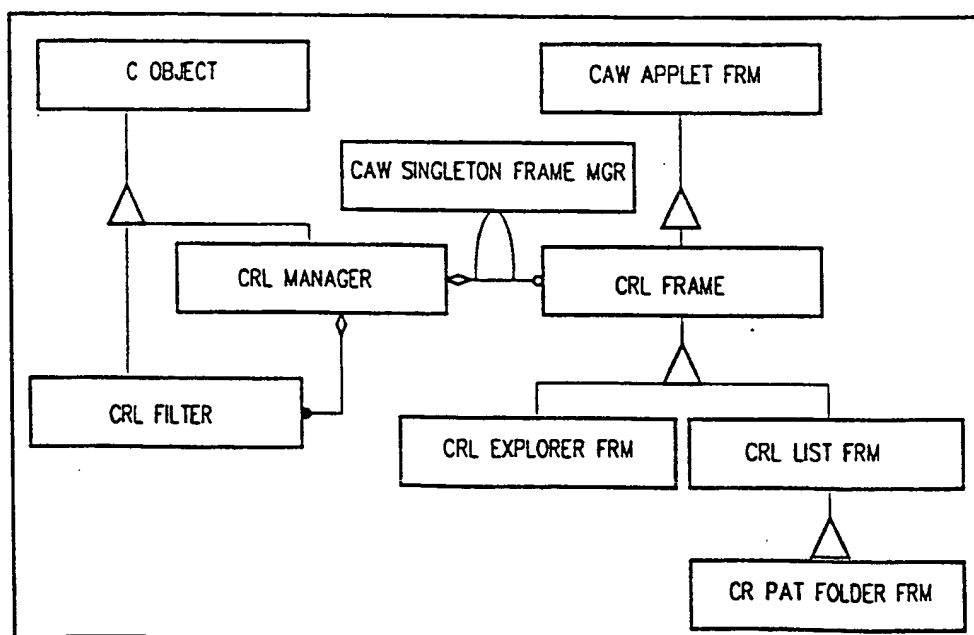 C OBJECT
CAW APPLET FRM
CAW SINGLETON FRAME MGR
CRL MANAGER
CRL FRAME
CRL FILTER
CRL EXPLORER FRM
CRL LIST FRM
CR PAT FOLDER FRM